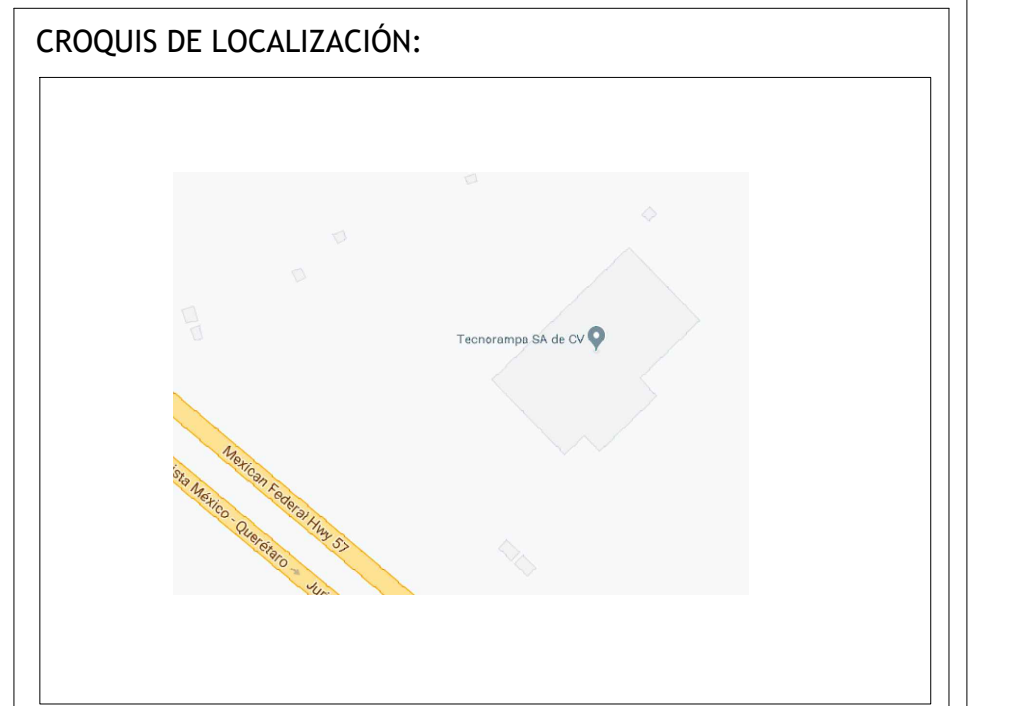 CROQUIS DE LOCALIZACIÓN:
Tecnorampa SA de CV
Mexican Federal Hwy 57
ista México - Querétaro